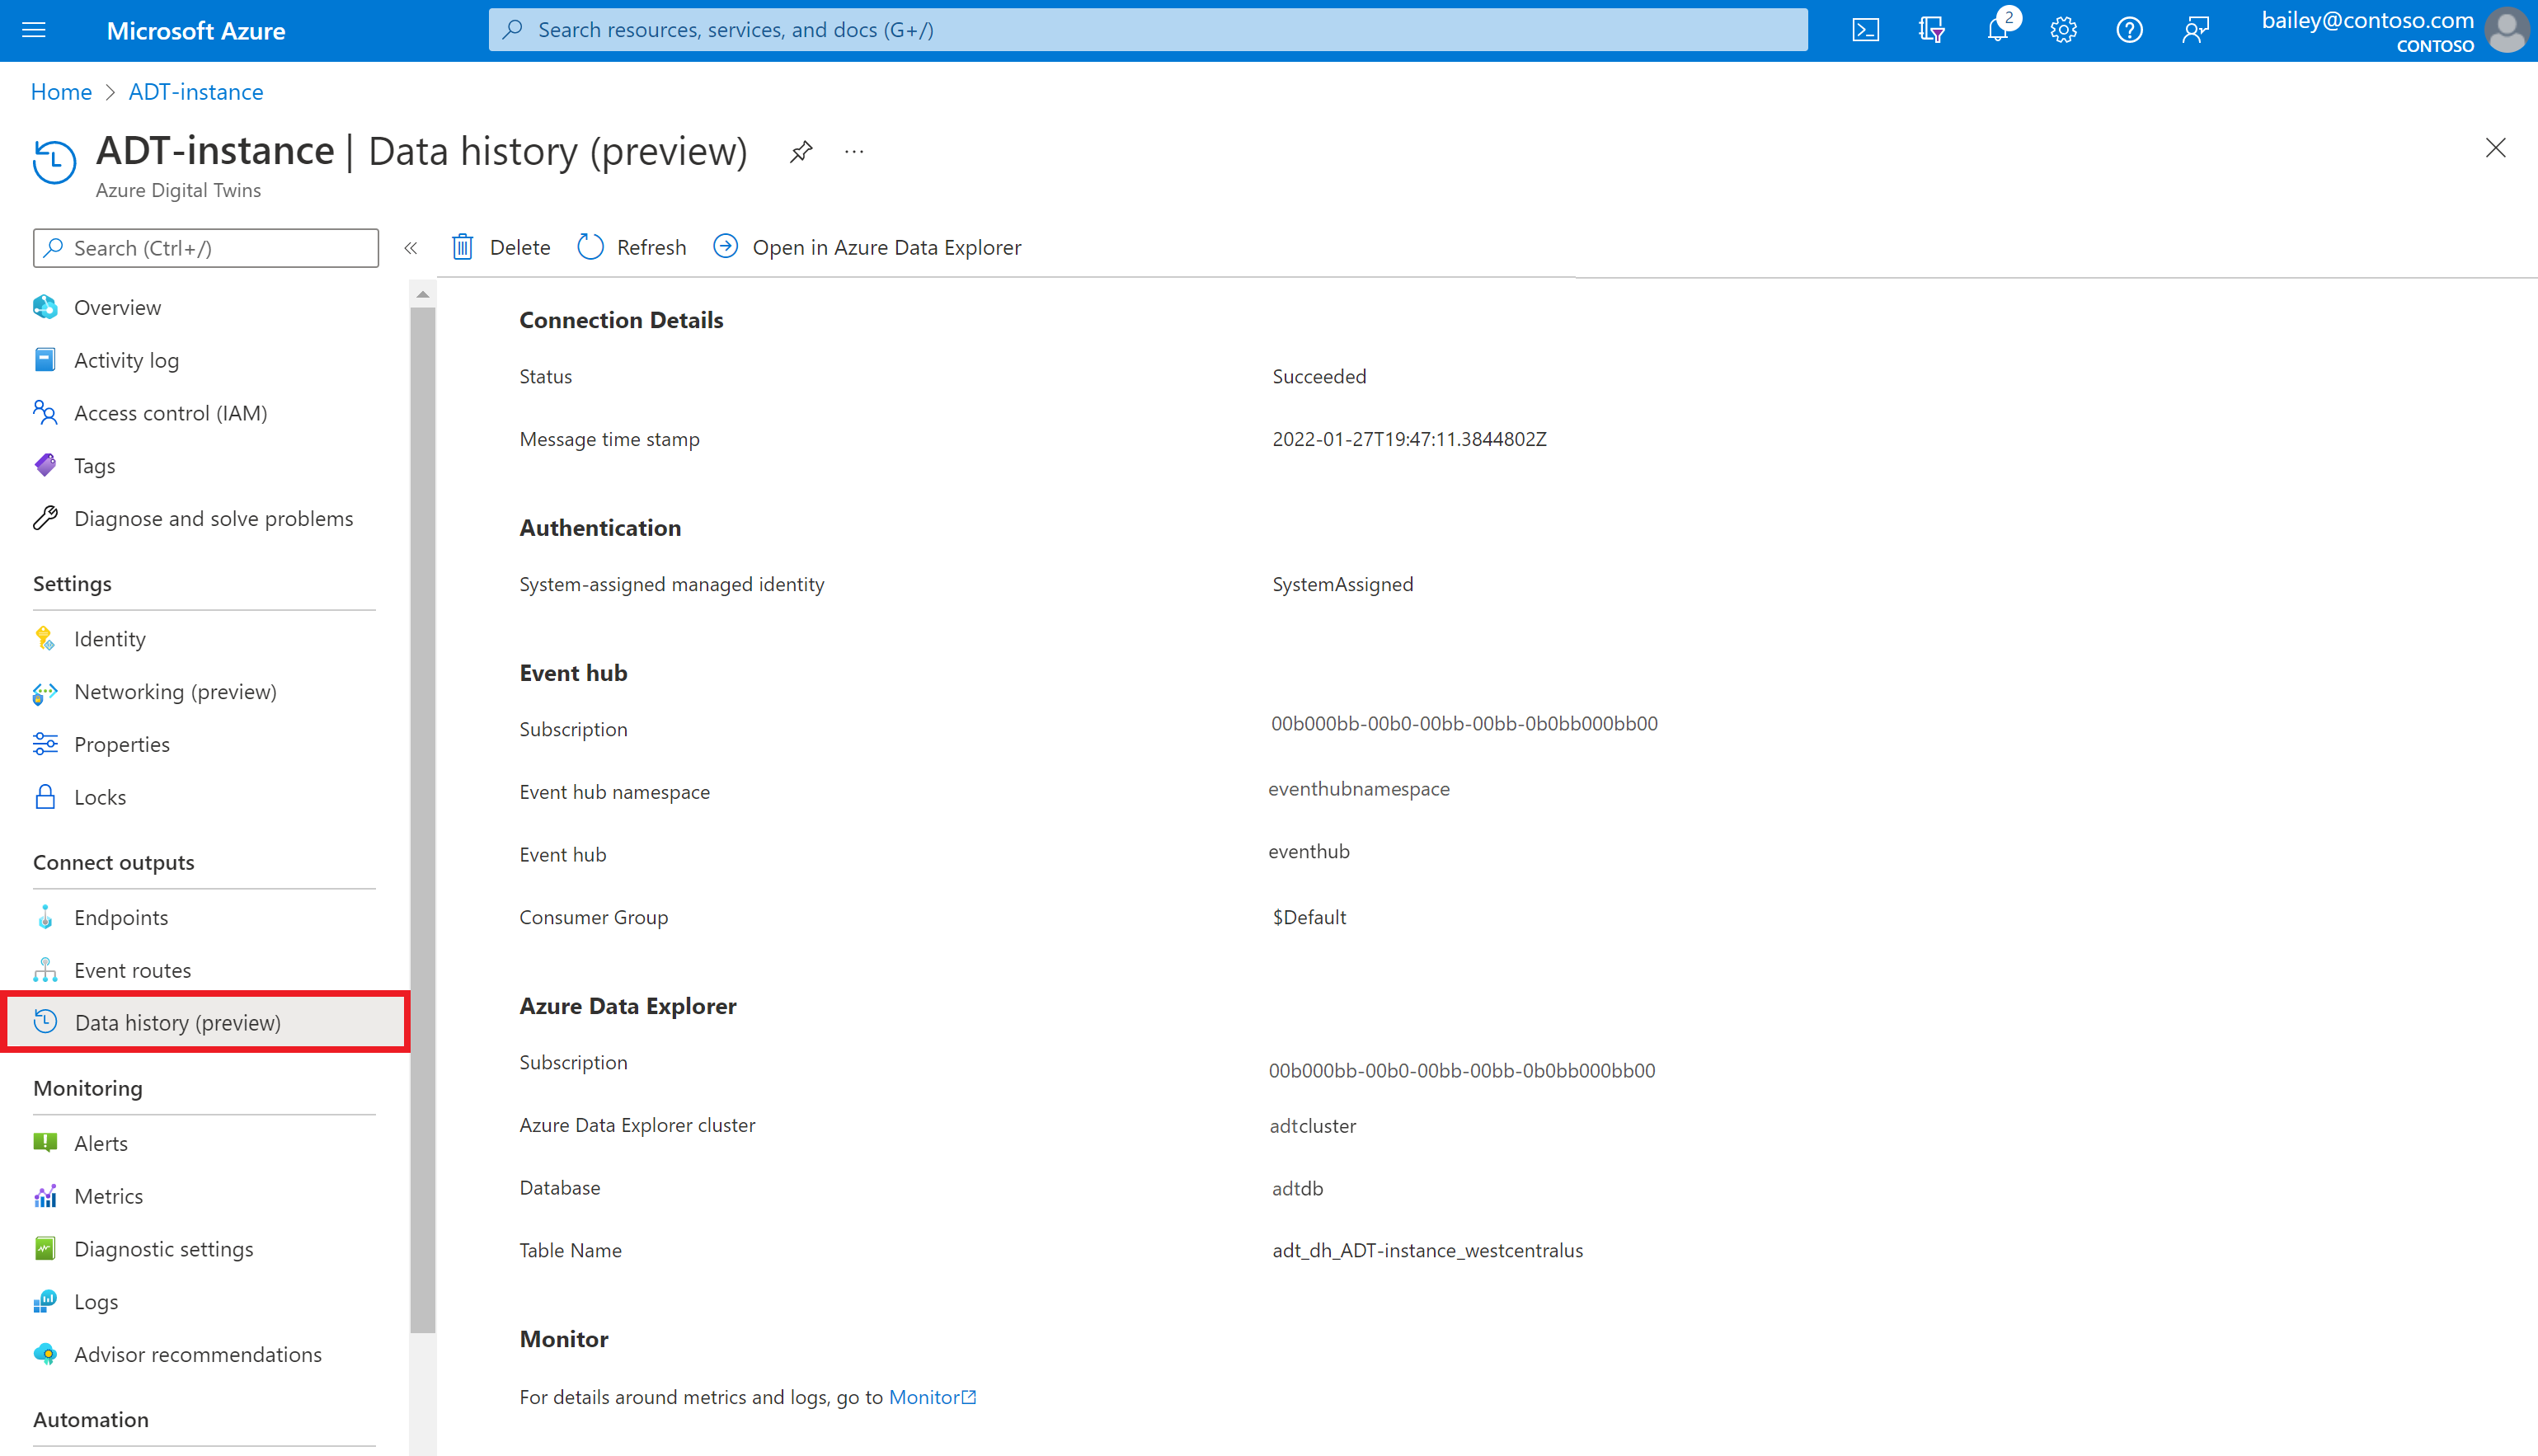 Microsoft Azure
Search resources, services, and docs (G+/)
2
bailey@contoso.com
CONTOSO
Home > ADT-instance
ADT-instance | Data history (preview) ...
Azure Digital Twins
Search (Ctrl+/)
«
Delete
Refresh
Open in Azure Data Explorer
Overview
Activity log
Access control (IAM)
Tags
Diagnose and solve problems
Settings
Identity
Networking (preview)
Properties
Locks
Connect outputs
Endpoints
Event routes
Data history (preview)
Monitoring
Alerts
Metrics
Diagnostic settings
Logs
Advisor recommendations
Automation
Connection Details
Status Succeeded
Message time stamp 2022-01-27T19:47:11.3844802Z
Authentication
System-assigned managed identity SystemAssigned
Event hub
Subscription 00b000bb-00b0-00bb-00bb-0b0bb000bb00
Event hub namespace eventhubnamespace
Event hub eventhub
Consumer Group $Default
Azure Data Explorer
Subscription 00b000bb-00b0-00bb-00bb-0b0bb000bb00
Azure Data Explorer cluster adtcluster
Database adtdb
Table Name adt_dh_ADT-instance_westcentralus
Monitor
For details around metrics and logs, go to Monitor